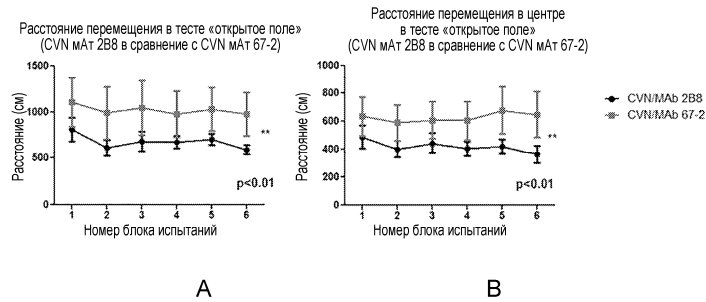 Расстояние перемещения в тесте «открытое поле»
(CVN мАт 2B8 в сравнение с CVN мАт 67-2)
Расстояние (см)
1500
1000
500
0
**
p<0.01
1 2 3 4 5 6
Номер блока испытаний
A
Расстояние перемещения в центре
в тесте «открытое поле»
(CVN мАт 2B8 в сравнение с CVN мАт 67-2)
Расстояние (см)
1000
800
600
400
200
0
**
p<0.01
1 2 3 4 5 6
Номер блока испытаний
B
CVN/MAb 2B8
CVN/MAb 67-2